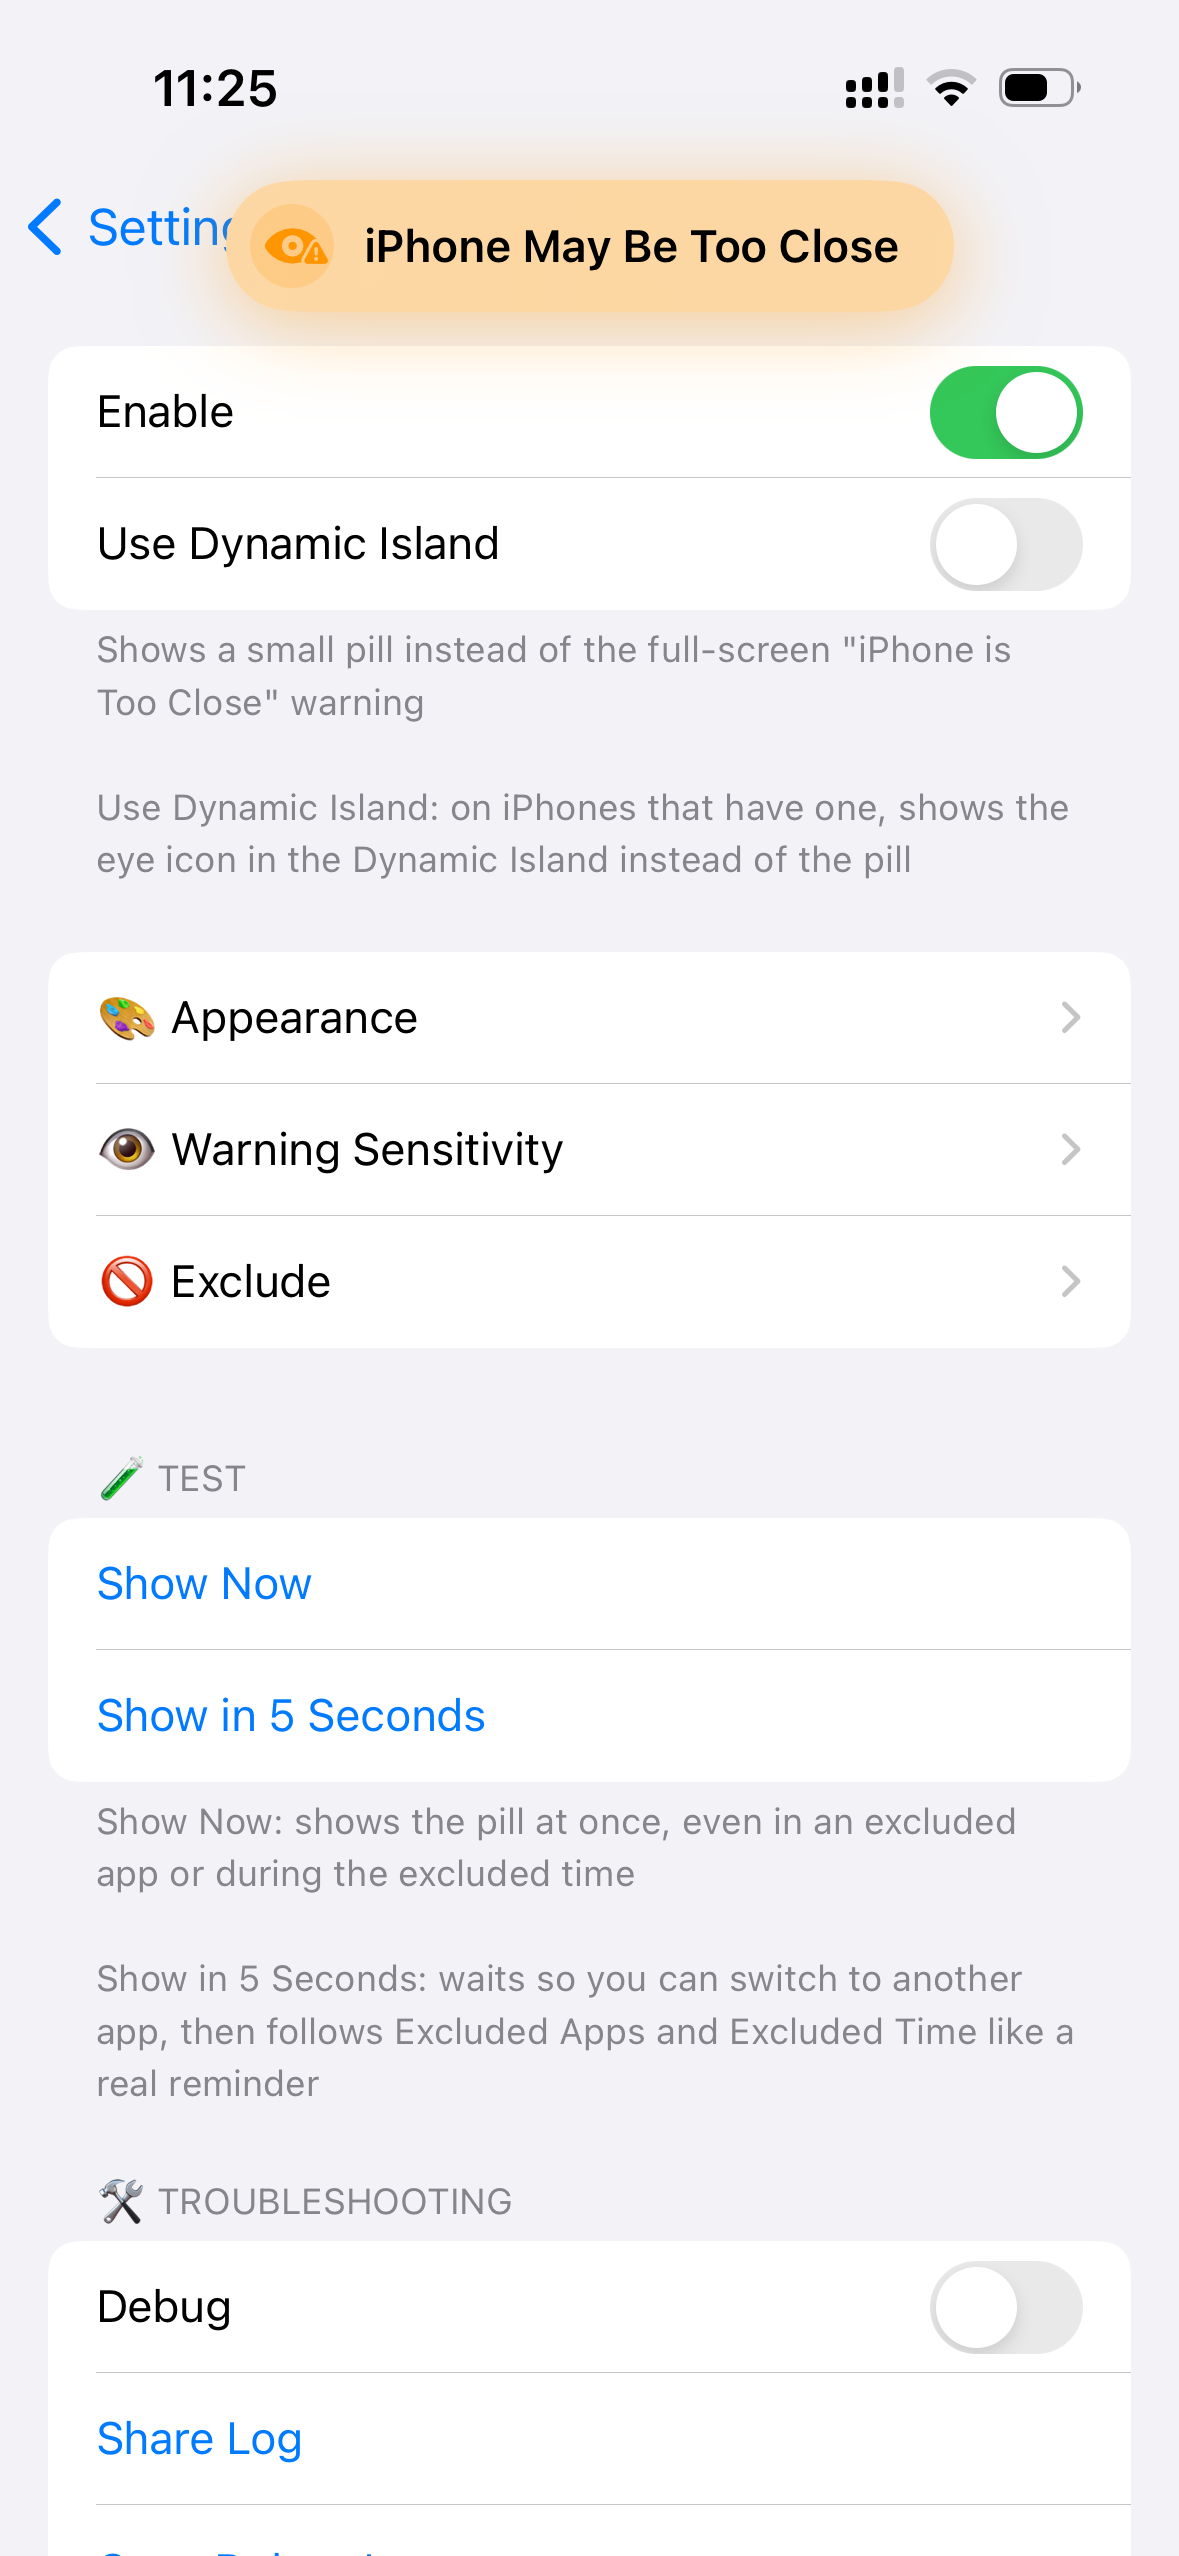 11:25
Setting
iPhone May Be Too Close
Enable
Use Dynamic Island
Shows a small pill instead of the full-screen "iPhone is
Too Close" warning
Use Dynamic Island: on iPhones that have one, shows the
eye icon in the Dynamic Island instead of the pill
Appearance
Warning Sensitivity
Exclude
TEST
Show Now
Show in 5 Seconds
Show Now: shows the pill at once, even in an excluded
app or during the excluded time
Show in 5 Seconds: waits so you can switch to another
app, then follows Excluded Apps and Excluded Time like a
real reminder
TROUBLESHOOTING
Debug
Share Log